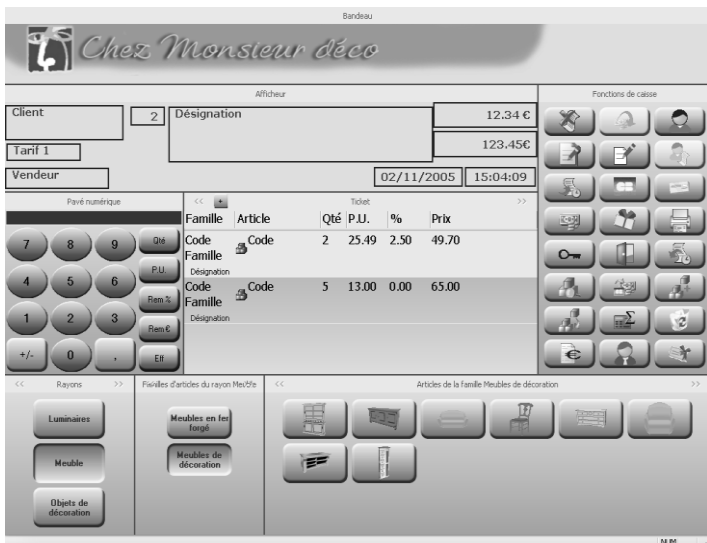 Bandeau
Chez Monsieur déco
Afficheur
Fonctions de caisse
Client
2
Désignation
12.34 €
123.45€
Tarif 1
Vendeur
02/11/2005
15:04:09
Pavé numérique
<< + Ticket >>
Famille Article Qté P.U. % Prix
7 8 9 Qté
Code Famille Code 2 25.49 2.50 49.70
Désignation
4 5 6 P.U.
Rem %
Code Famille Code 5 13.00 0.00 65.00
Désignation
1 2 3 Rem €
+/- 0 , Eff
<< Rayons >>
d'articles du rayon
<< Articles de la famille Meubles de décoration >>
Luminaires
Meuble
Objets de
décoration
Meubles en fer
forgé
Meubles de
décoration
Σ
€
NUM